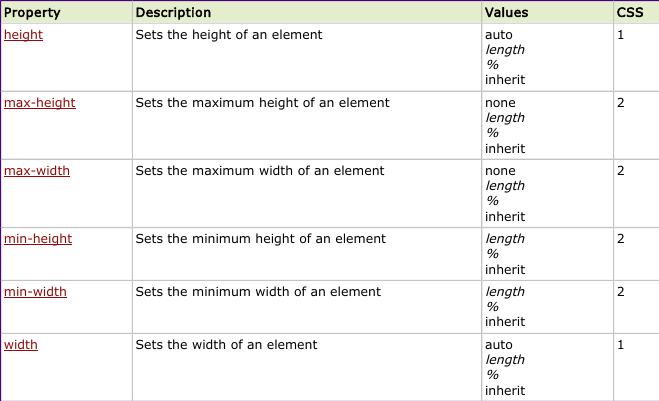 Property Description Values CSS
height Sets the height of an element auto 1
length
%
inherit
max-height Sets the maximum height of an element none 2
length
%
inherit
max-width Sets the maximum width of an element none 2
length
%
inherit
min-height Sets the minimum height of an element length 2
%
inherit
min-width Sets the minimum width of an element length 2
%
inherit
width Sets the width of an element auto 1
length
%
inherit